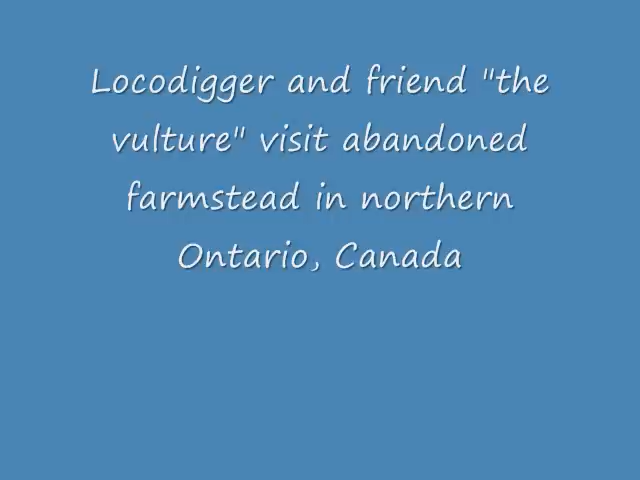 Locodigger and friend "the
vulture" visit abandoned
farmstead in northern
Ontario, Canada